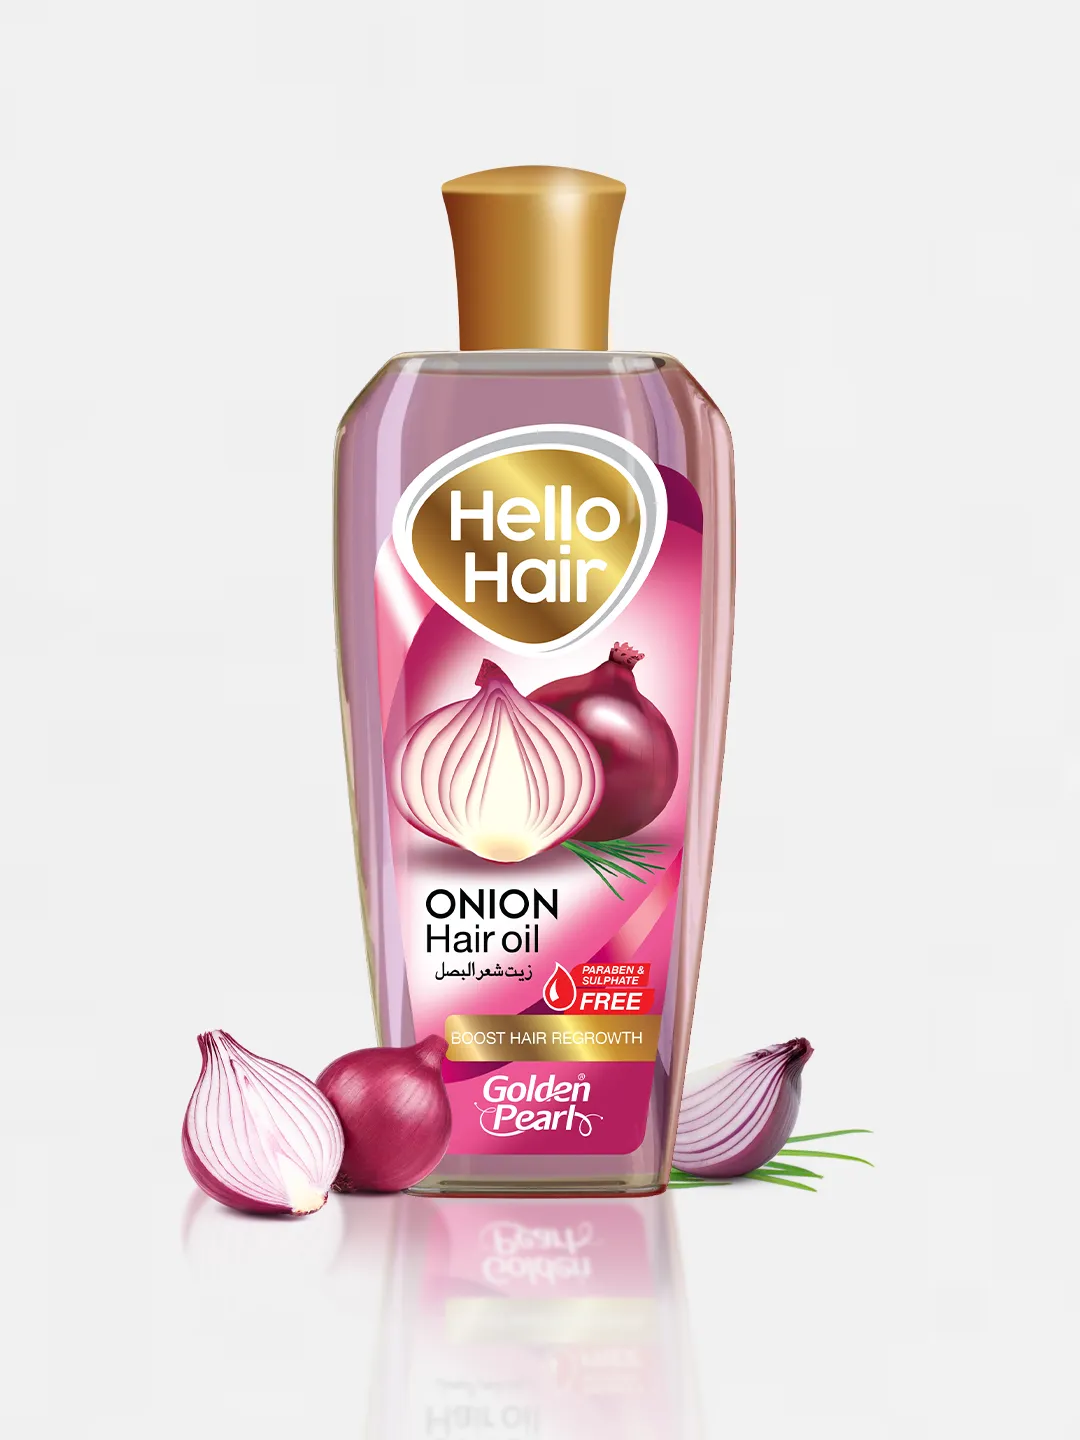 Hello
Hair
ONION
Hair oil
زيت شعر البصل
PARABEN &
SULPHATE
FREE
BOOST HAIR REGROWTH
Golden®
Pearl